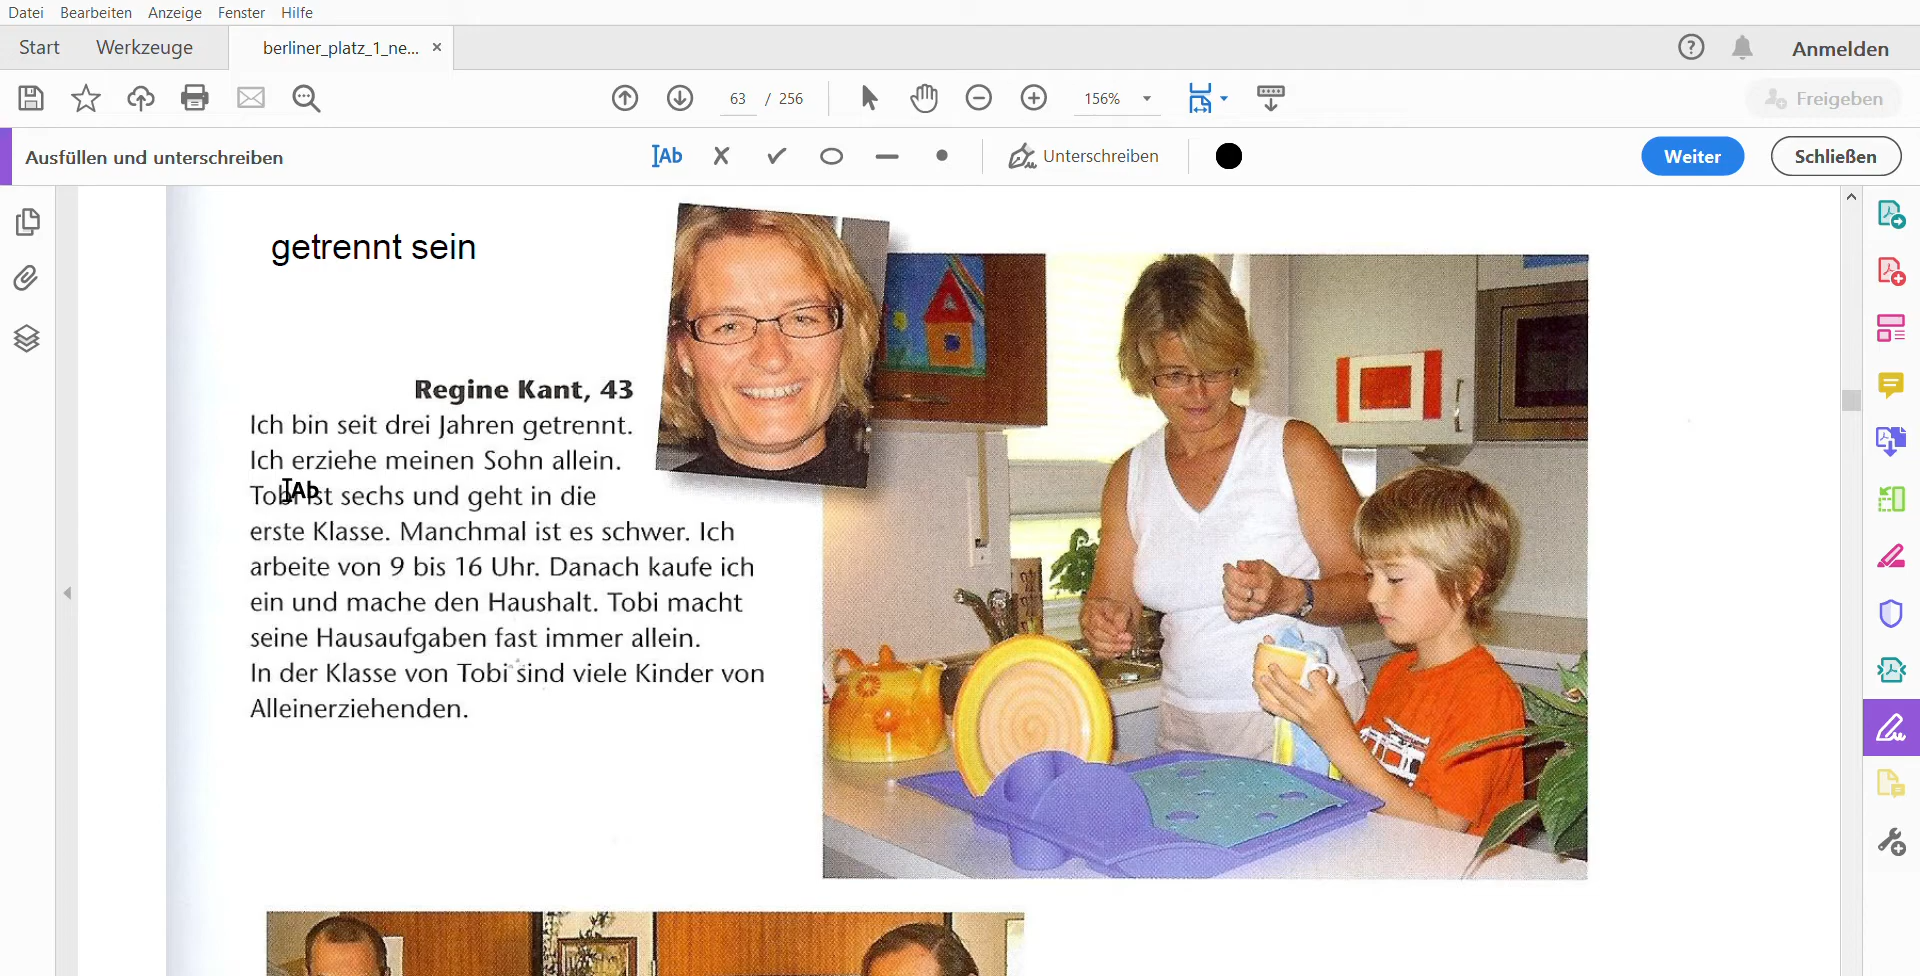 Datei Bearbeiten Anzeige Fenster Hilfe
Start Werkzeuge berliner_platz_1_ne... × Anmelden
63 / 256 156% Freigeben
Ausfüllen und unterschreiben Ab Unterschreiben Weiter Schließen
getrennt sein
Regine Kant, 43
Ich bin seit drei Jahren getrennt.
Ich erziehe meinen Sohn allein.
Tobi ist sechs und geht in die
erste Klasse. Manchmal ist es schwer. Ich
arbeite von 9 bis 16 Uhr. Danach kaufe ich
ein und mache den Haushalt. Tobi macht
seine Hausaufgaben fast immer allein.
In der Klasse von Tobi sind viele Kinder von
Alleinerziehenden.